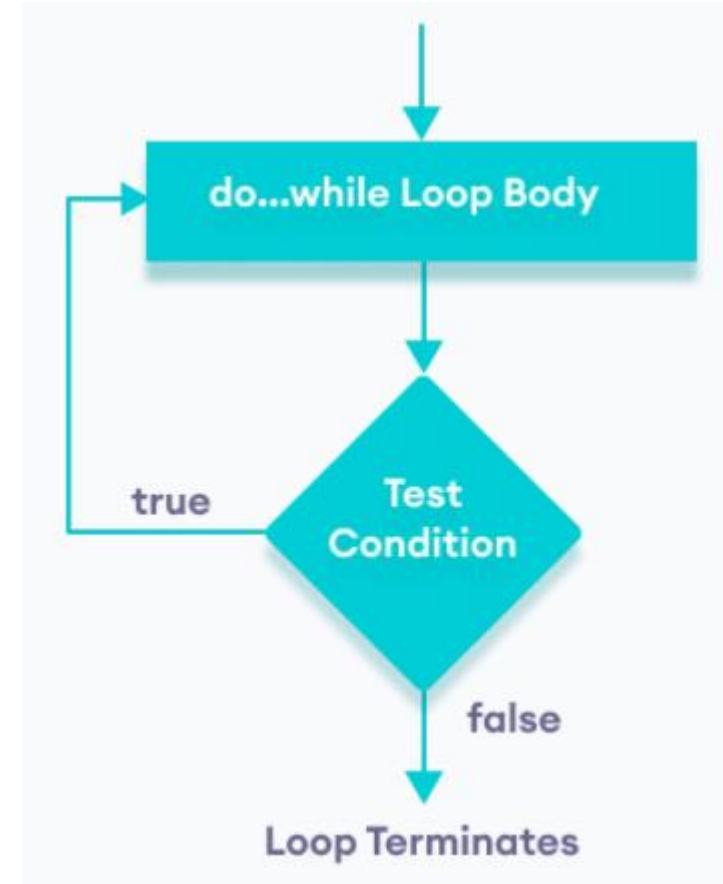 do...while Loop Body
true
Test
Condition
false
Loop Terminates